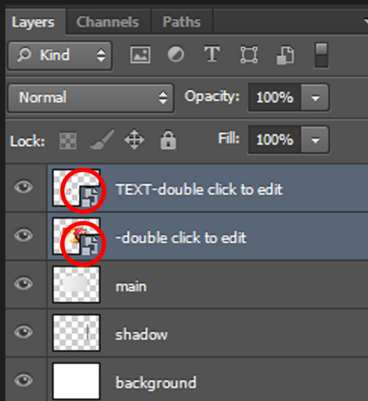 Layers Channels Paths
Kind T
Normal Opacity: 100%
Lock: Fill: 100%
TEXT-double click to edit
-double click to edit
main
shadow
background